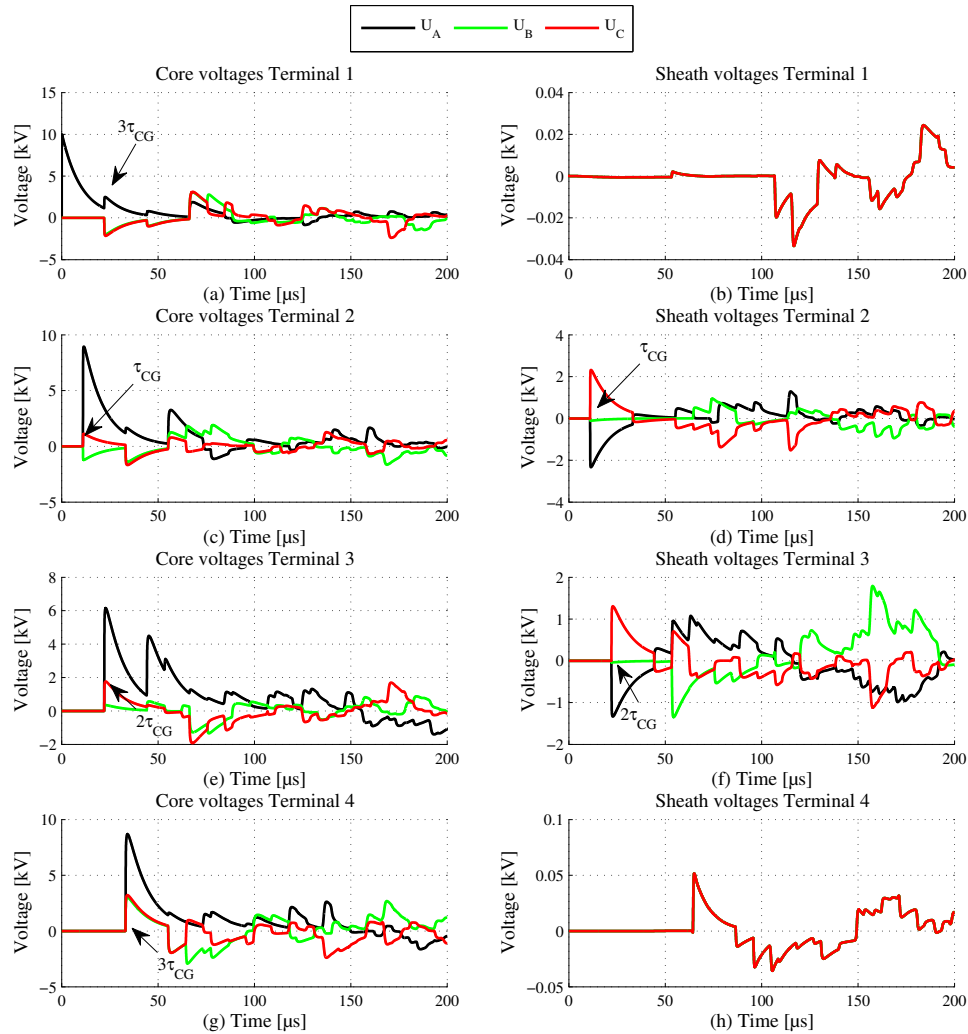 U_A U_B U_C
Core voltages Terminal 1
Voltage [kV]
15
10
5
0
−5
3τ_CG
0 50 100 150 200
(a) Time [µs]
Sheath voltages Terminal 1
Voltage [kV]
0.04
0.02
0
−0.02
−0.04
0 50 100 150 200
(b) Time [µs]
Core voltages Terminal 2
Voltage [kV]
10
5
0
−5
τ_CG
0 50 100 150 200
(c) Time [µs]
Sheath voltages Terminal 2
Voltage [kV]
4
2
0
−2
−4
τ_CG
0 50 100 150 200
(d) Time [µs]
Core voltages Terminal 3
Voltage [kV]
8
6
4
2
0
−2
2τ_CG
0 50 100 150 200
(e) Time [µs]
Sheath voltages Terminal 3
Voltage [kV]
2
1
0
−1
−2
2τ_CG
0 50 100 150 200
(f) Time [µs]
Core voltages Terminal 4
Voltage [kV]
10
5
0
−5
3τ_CG
0 50 100 150 200
(g) Time [µs]
Sheath voltages Terminal 4
Voltage [kV]
0.1
0.05
0
−0.05
0 50 100 150 200
(h) Time [µs]